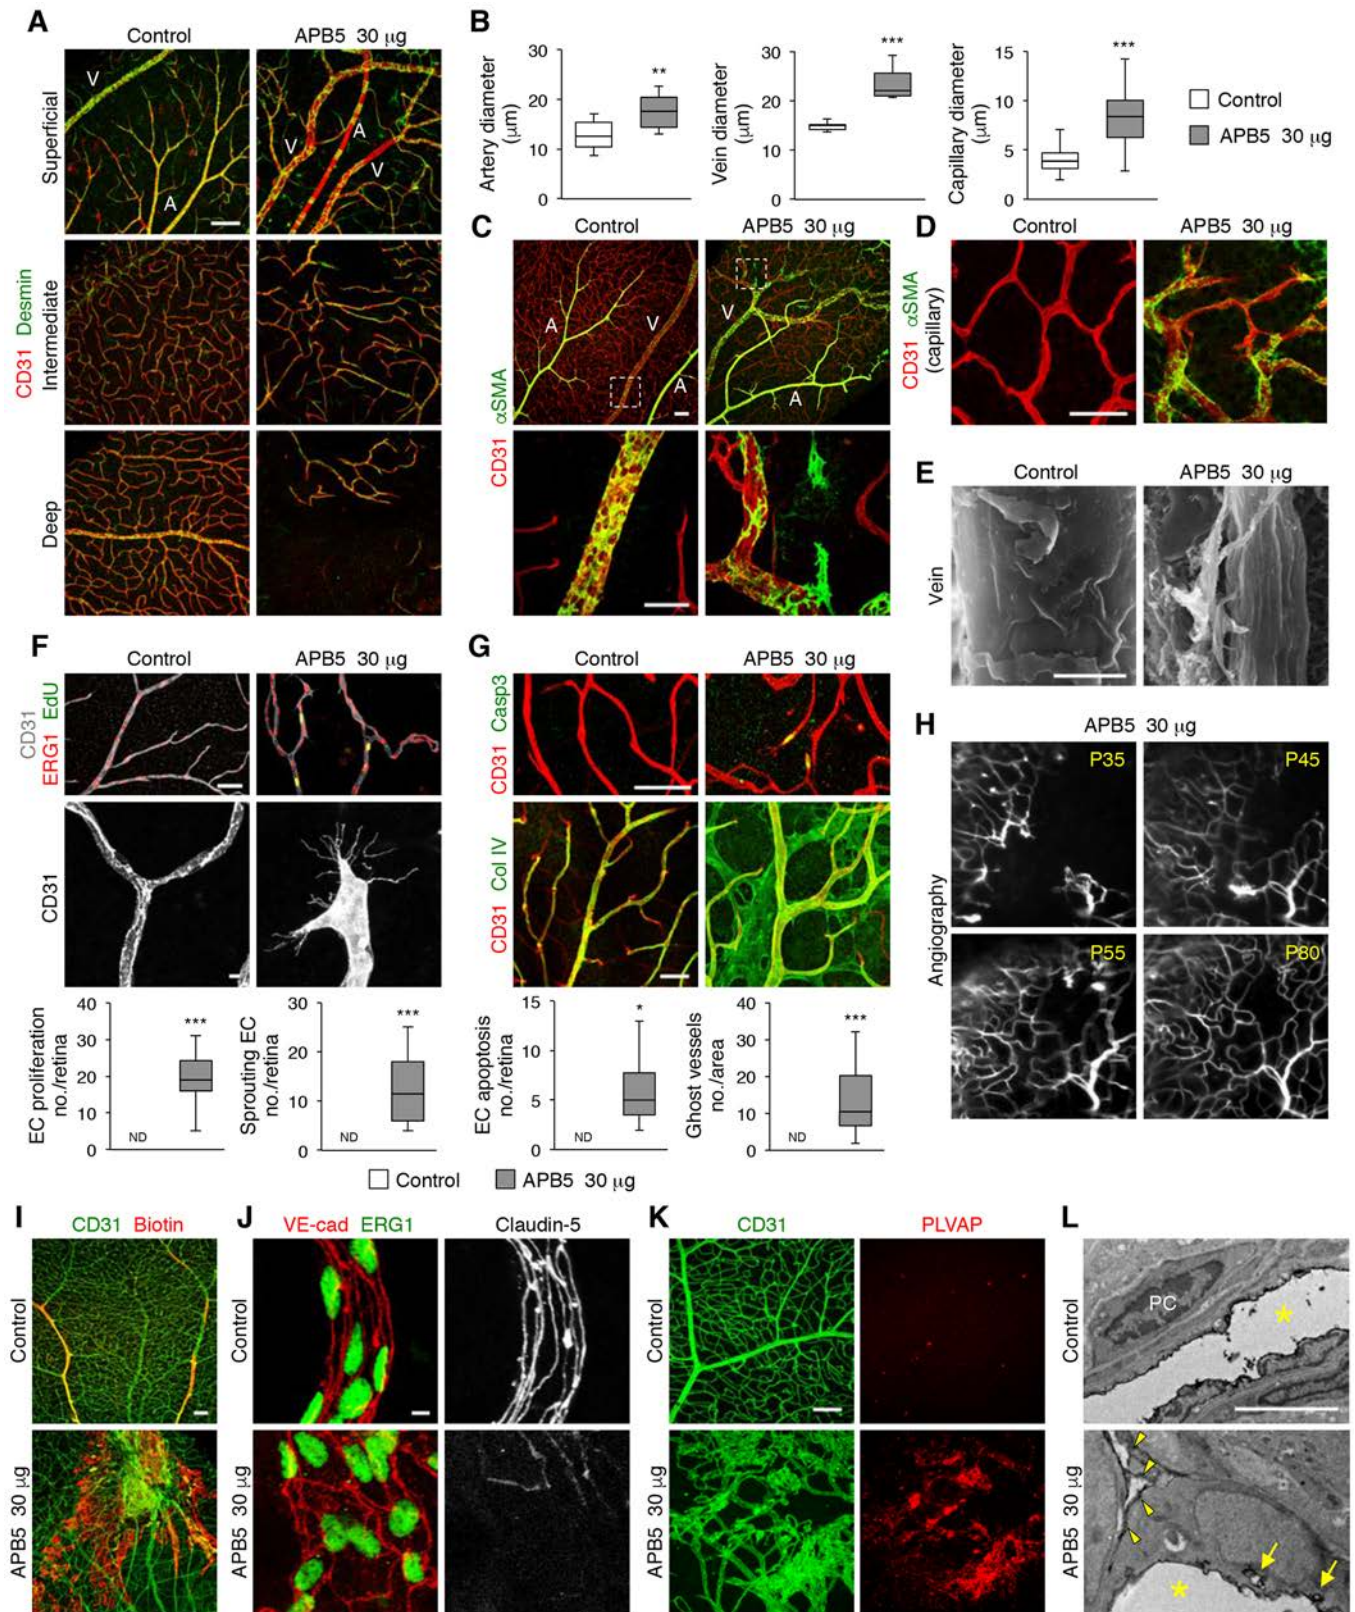 A
Control
APB5 30 µg
Superficial
V
A
V
A
V
CD31 Desmin
Intermediate
Deep
B
Artery diameter
(µm)
30
20
10
0
**
Vein diameter
(µm)
30
20
10
0
***
Capillary diameter
(µm)
15
10
5
0
***
Control
APB5 30 µg
C
Control
APB5 30 µg
CD31 αSMA
A
V
A
V
A
D
Control
APB5 30 µg
CD31 αSMA
(capillary)
E
Control
APB5 30 µg
Vein
F
Control
APB5 30 µg
CD31
ERG1 EdU
CD31
EC proliferation
no./retina
40
30
20
10
0
ND
***
Sprouting EC
no./retina
30
20
10
0
ND
***
G
Control
APB5 30 µg
CD31 Casp3
CD31 Col IV
EC apoptosis
no./retina
15
10
5
0
ND
*
Ghost vessels
no./area
40
30
20
10
0
ND
***
Control
APB5 30 µg
H
APB5 30 µg
Angiography
P35
P45
P55
P80
I
CD31 Biotin
Control
APB5 30 µg
J
VE-cad ERG1
Claudin-5
Control
APB5 30 µg
K
CD31
PLVAP
Control
APB5 30 µg
L
Control
PC
*
APB5 30 µg
*